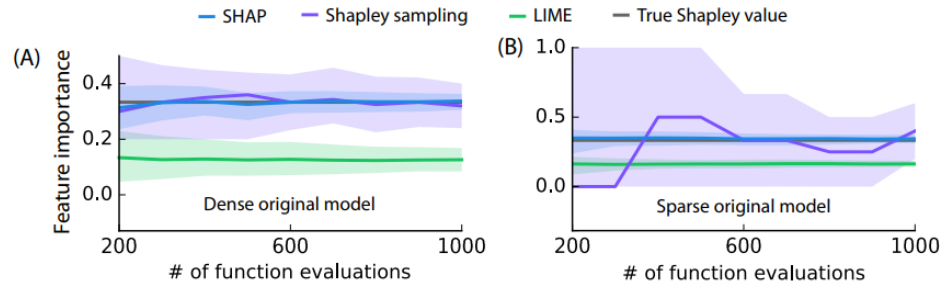 SHAP Shapley sampling LIME True Shapley value
(A)
Feature importance
0.4
0.2
0.0
Dense original model
200 600 1000
# of function evaluations
(B)
1.0
0.5
0.0
Sparse original model
200 600 1000
# of function evaluations